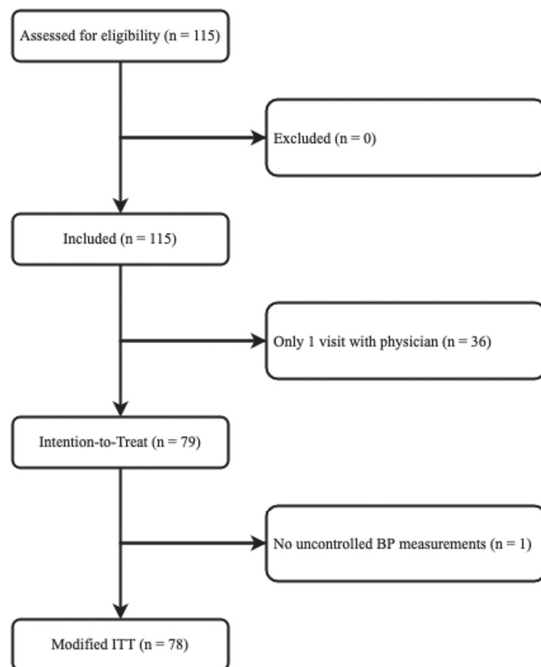 Assessed for eligibility (n = 115)
Excluded (n = 0)
Included (n = 115)
Only 1 visit with physician (n = 36)
Intention-to-Treat (n = 79)
No uncontrolled BP measurements (n = 1)
Modified ITT (n = 78)